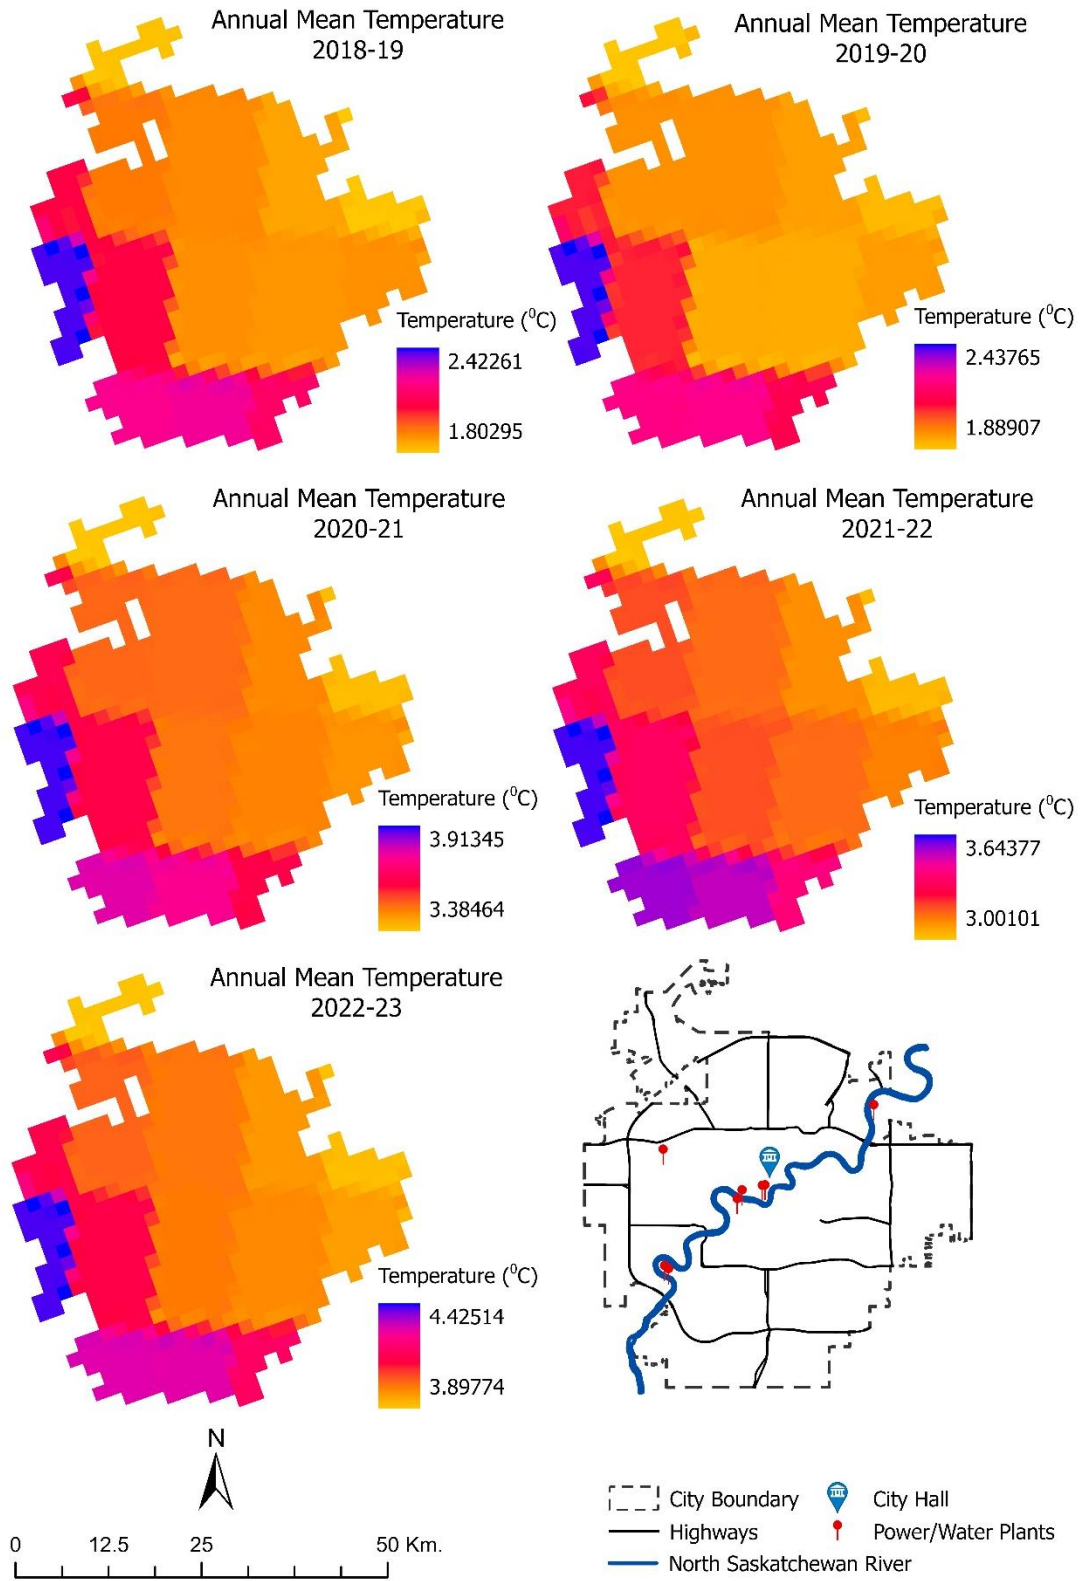 Annual Mean Temperature
2018-19
Temperature (⁰C)
2.42261
1.80295
Annual Mean Temperature
2019-20
Temperature (⁰C)
2.43765
1.88907
Annual Mean Temperature
2020-21
Temperature (⁰C)
3.91345
3.38464
Annual Mean Temperature
2021-22
Temperature (⁰C)
3.64377
3.00101
Annual Mean Temperature
2022-23
Temperature (⁰C)
4.42514
3.89774
N
0 12.5 25 50 Km.
City Boundary
City Hall
Highways
Power/Water Plants
North Saskatchewan River